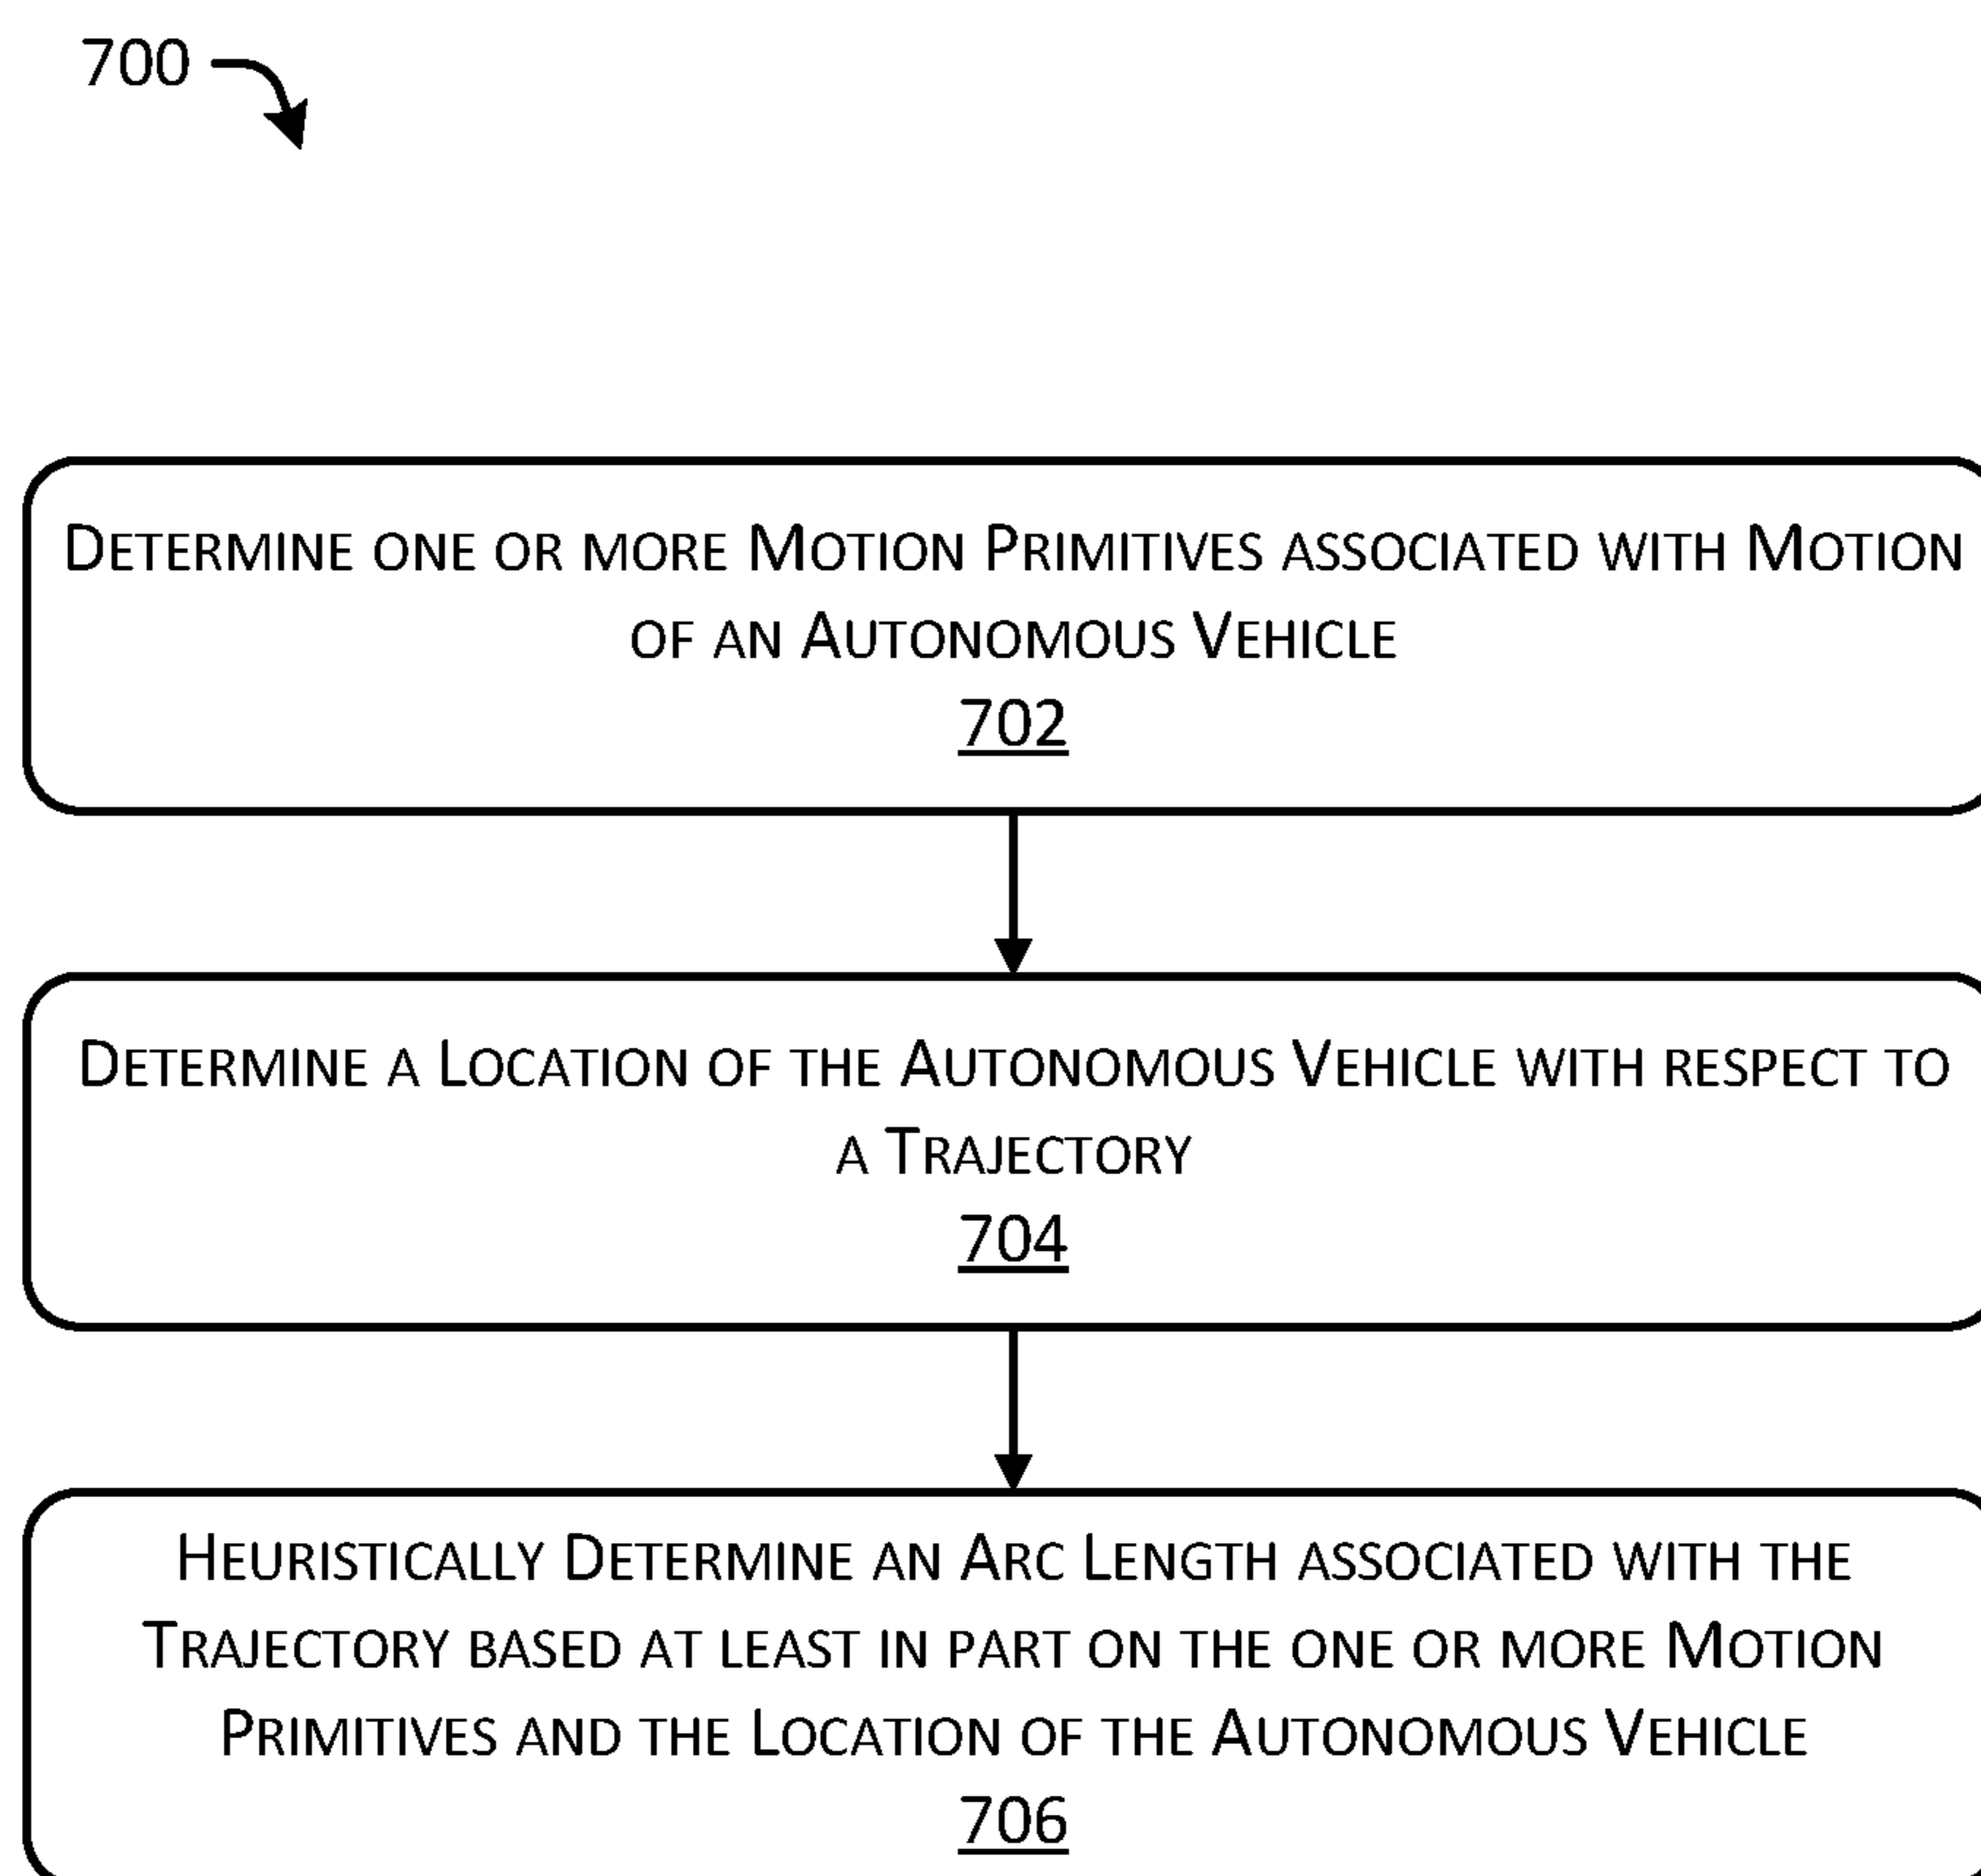 700
Determine one or more Motion Primitives associated with Motion
of an Autonomous Vehicle
702
Determine a Location of the Autonomous Vehicle with respect to
a Trajectory
704
Heuristically Determine an Arc Length associated with the
Trajectory based at least in part on the one or more Motion
Primitives and the Location of the Autonomous Vehicle
706